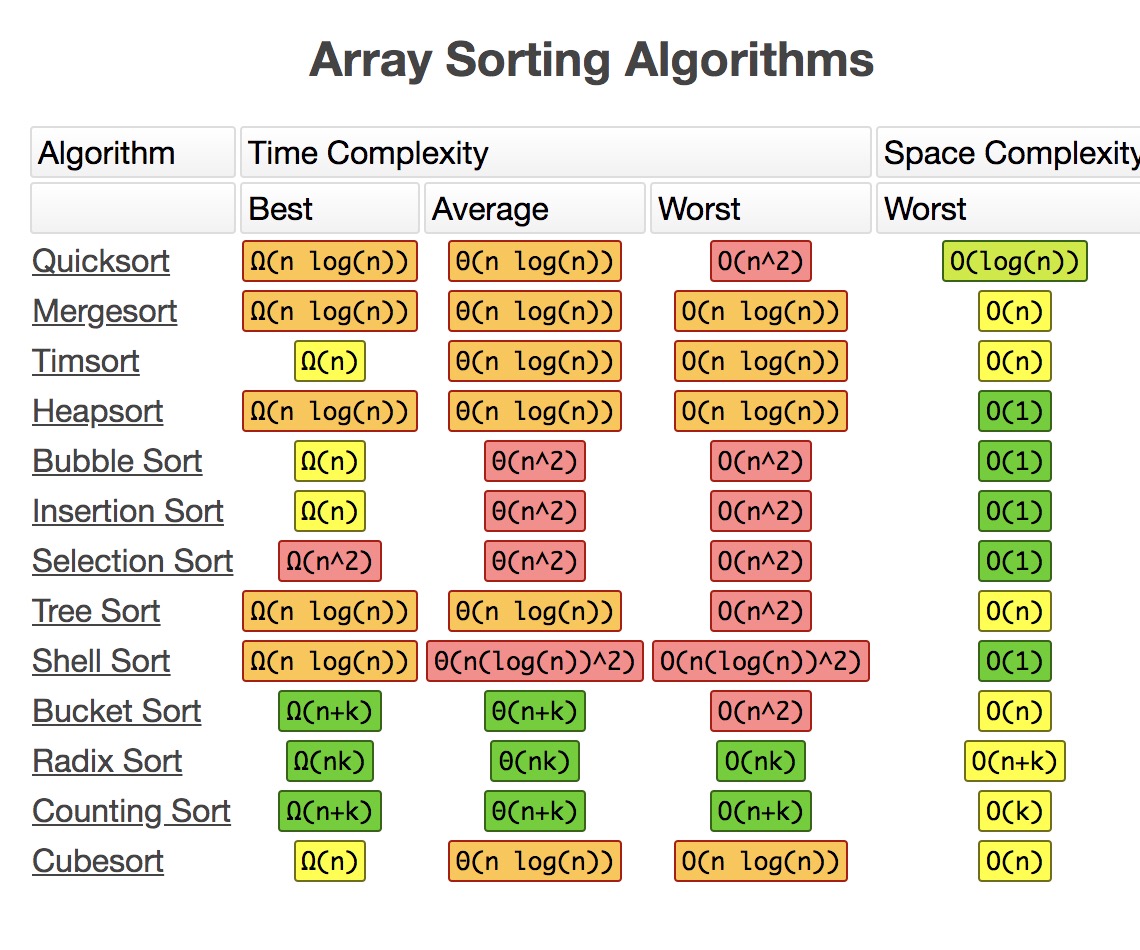 Array Sorting Algorithms
Algorithm Time Complexity Space Complexity
Best Average Worst Worst
Quicksort Ω(n log(n)) Θ(n log(n)) O(n^2) O(log(n))
Mergesort Ω(n log(n)) Θ(n log(n)) O(n log(n)) O(n)
Timsort Ω(n) Θ(n log(n)) O(n log(n)) O(n)
Heapsort Ω(n log(n)) Θ(n log(n)) O(n log(n)) O(1)
Bubble Sort Ω(n) Θ(n^2) O(n^2) O(1)
Insertion Sort Ω(n) Θ(n^2) O(n^2) O(1)
Selection Sort Ω(n^2) Θ(n^2) O(n^2) O(1)
Tree Sort Ω(n log(n)) Θ(n log(n)) O(n^2) O(n)
Shell Sort Ω(n log(n)) Θ(n(log(n))^2) O(n(log(n))^2) O(1)
Bucket Sort Ω(n+k) Θ(n+k) O(n^2) O(n)
Radix Sort Ω(nk) Θ(nk) O(nk) O(n+k)
Counting Sort Ω(n+k) Θ(n+k) O(n+k) O(k)
Cubesort Ω(n) Θ(n log(n)) O(n log(n)) O(n)